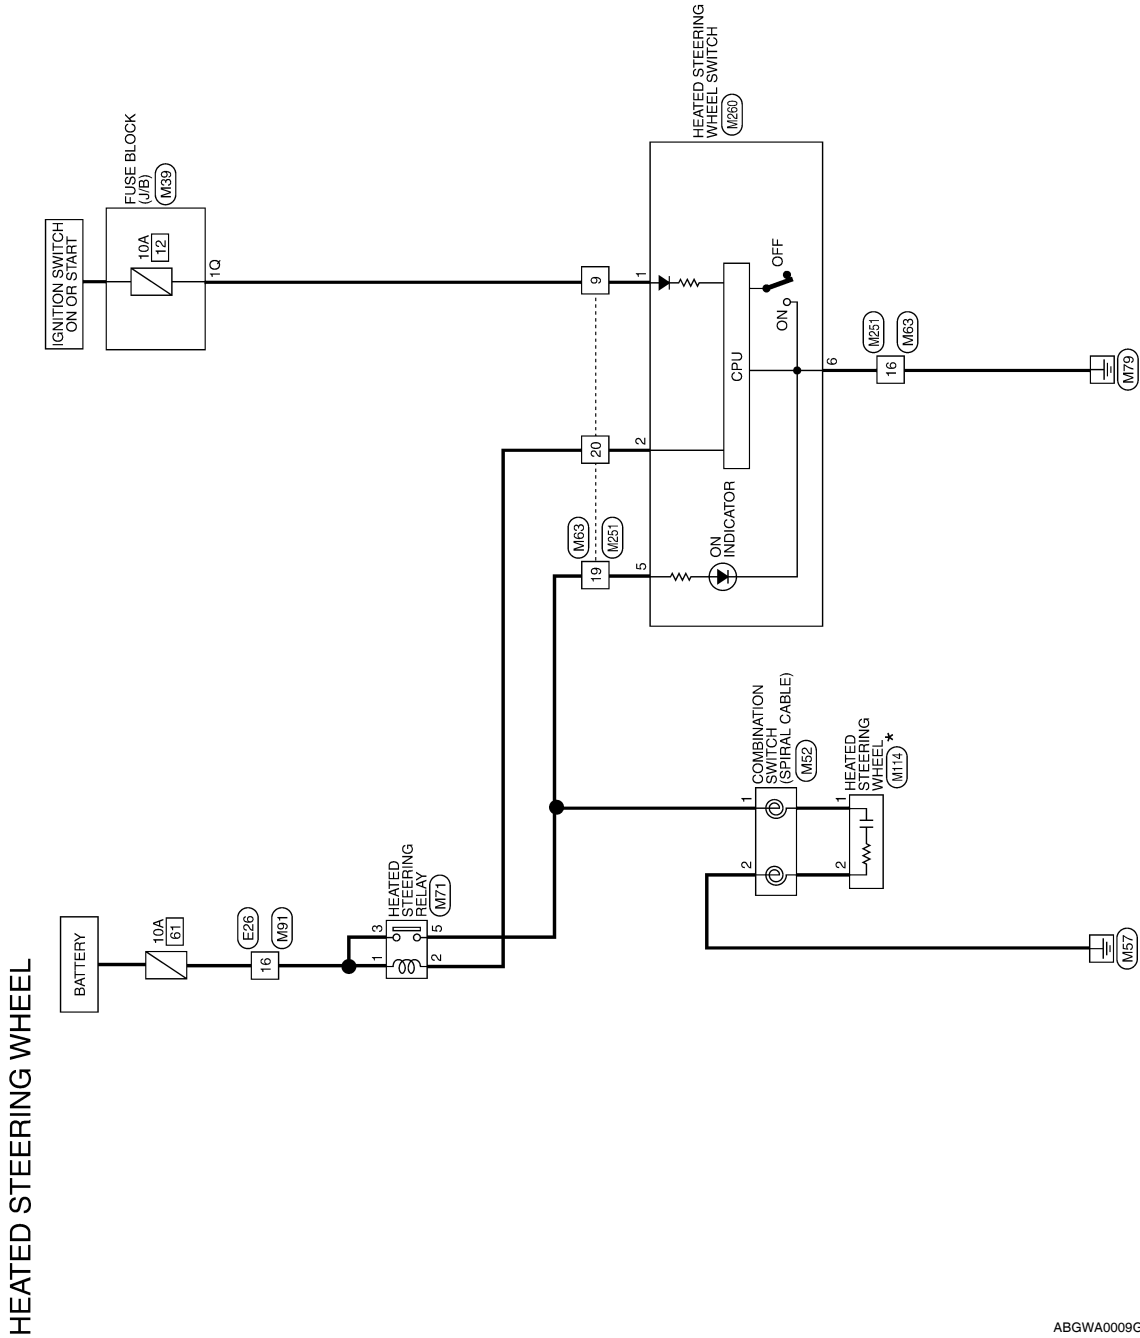 HEATED STEERING WHEEL
BATTERY
10A
61
E26
M91
16
1
3
2
5
HEATED
STEERING
RELAY
M71
IGNITION SWITCH
ON OR START
FUSE BLOCK
(J/B)
M39
10A
12
1Q
9
20
19
M63
M251
1
2
5
HEATED STEERING
WHEEL SWITCH
M260
CPU
OFF
ON
ON
INDICATOR
6
16
M251
M63
M79
COMBINATION
SWITCH
(SPIRAL CABLE)
M52
2
1
2
1
HEATED
STEERING
WHEEL *
M114
M57
ABGWA0009G